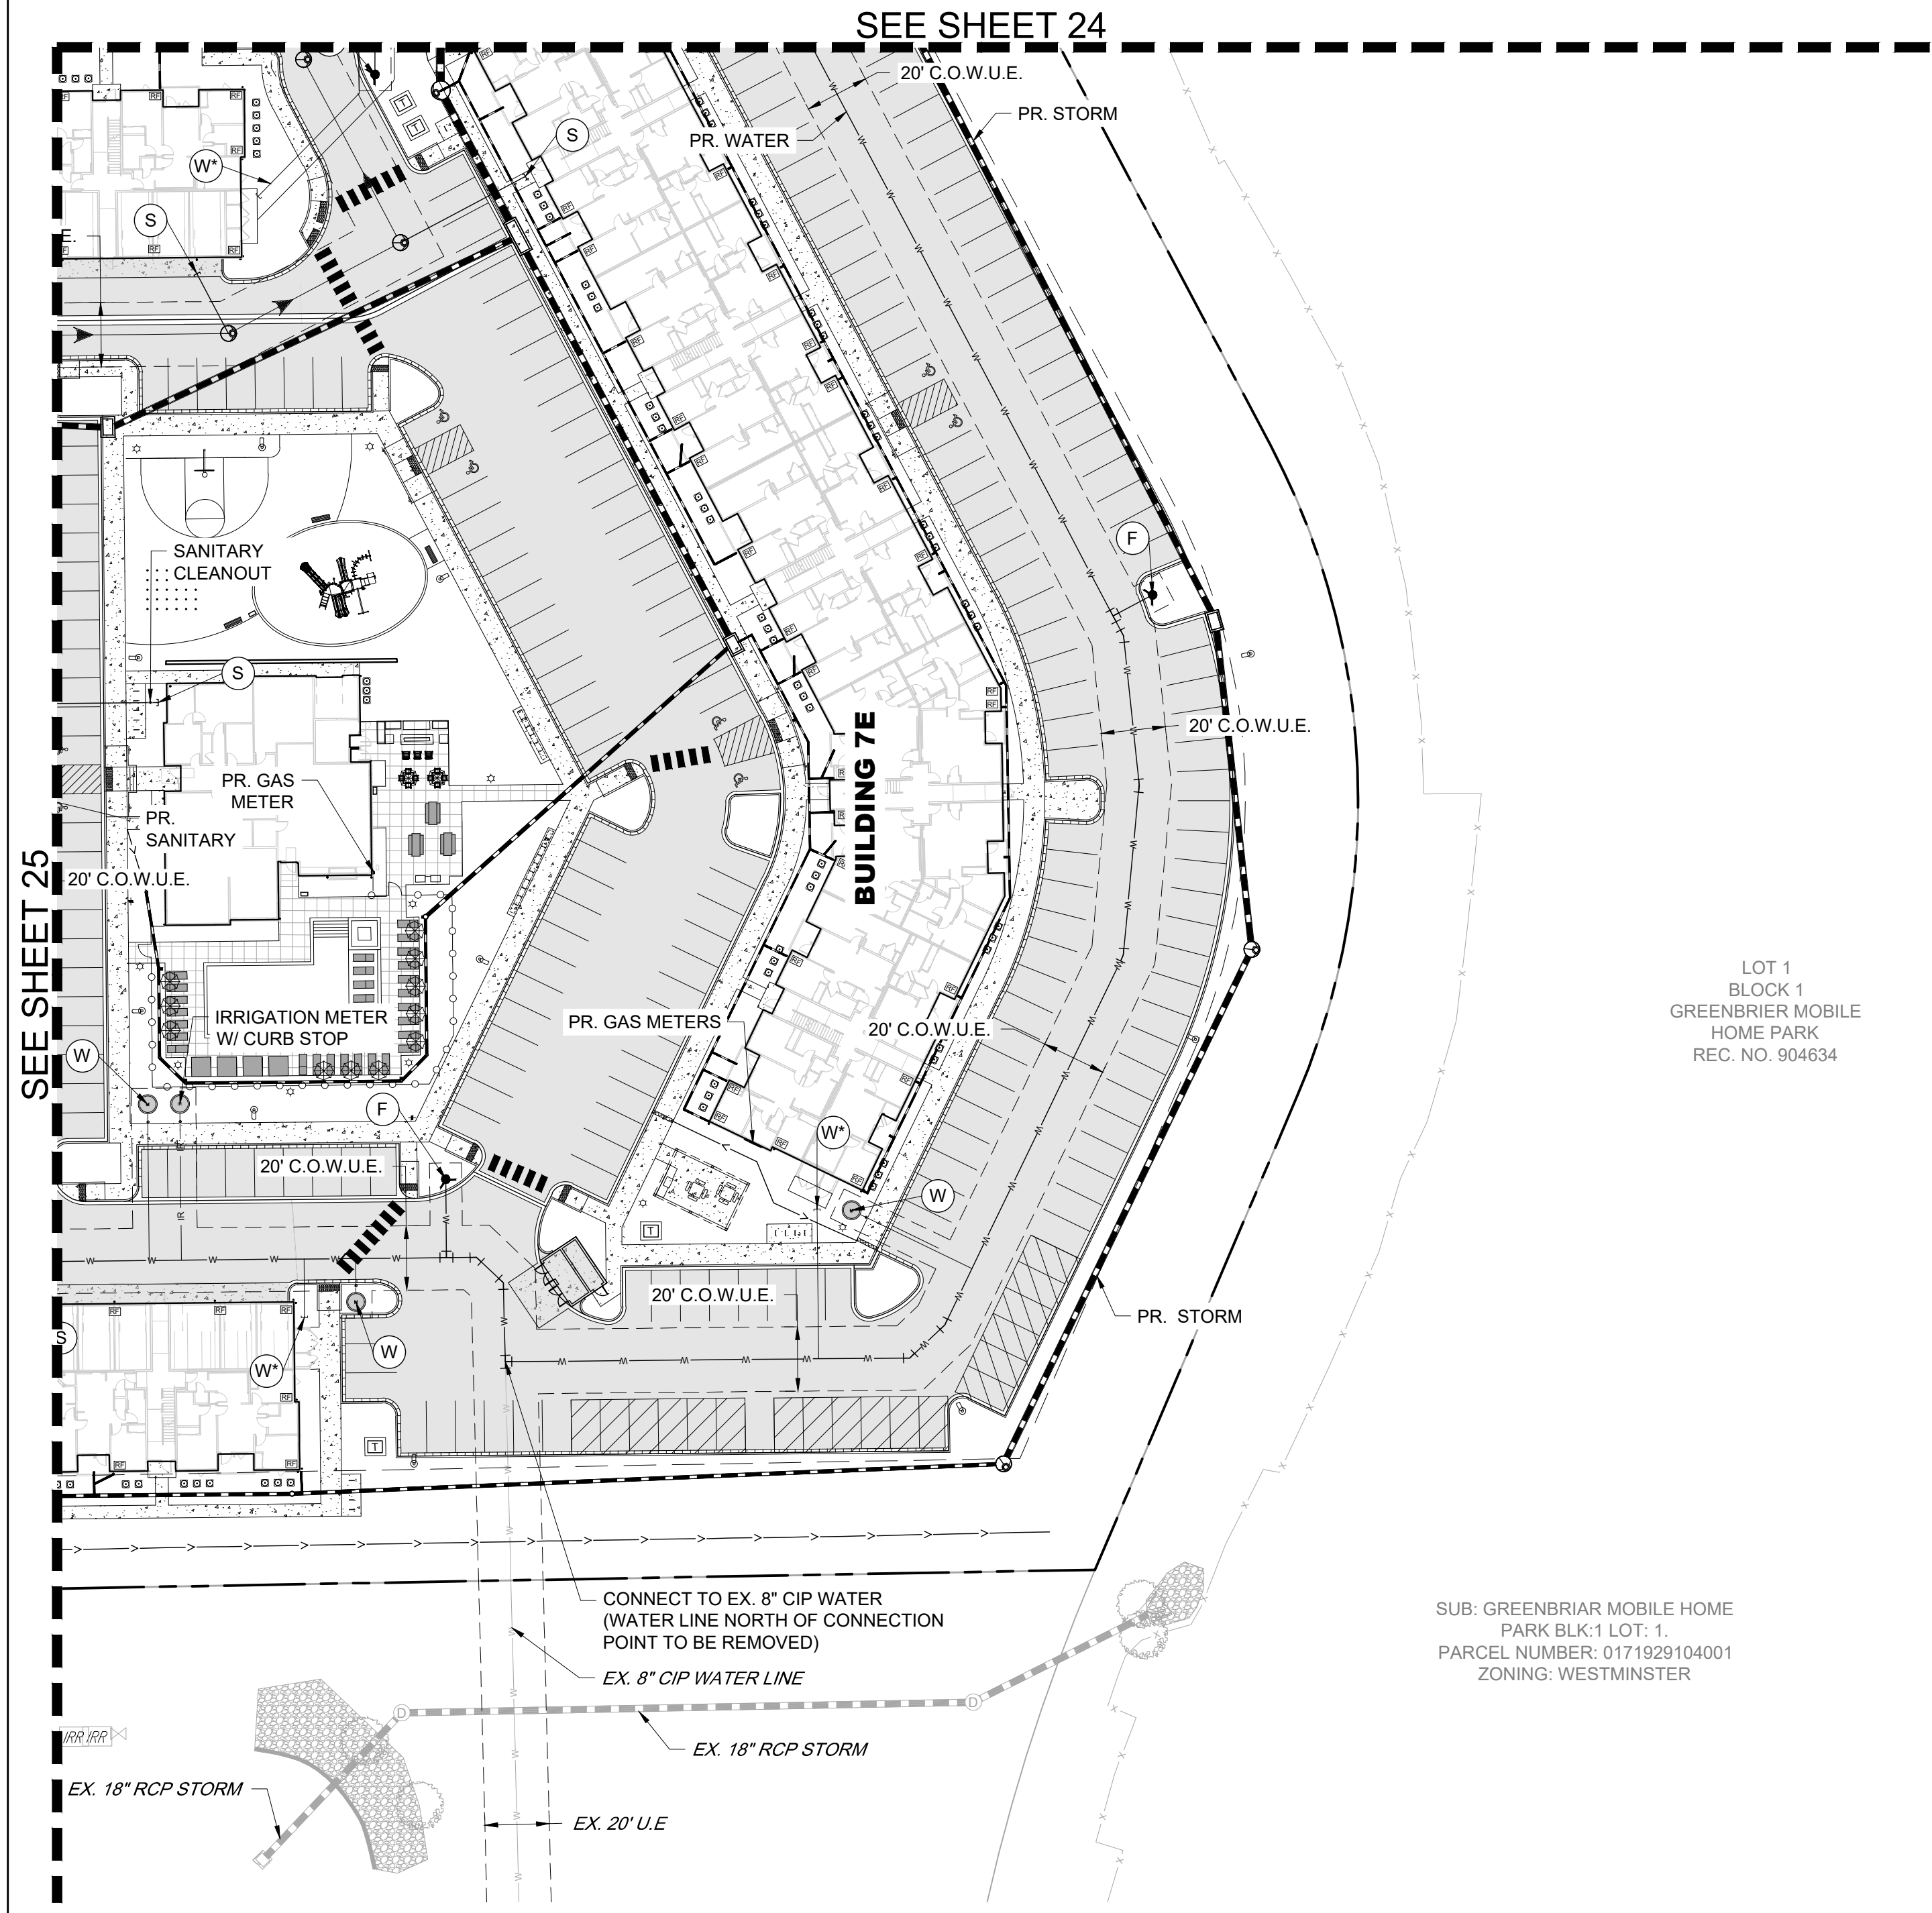 SEE SHEET 24
20' C.O.W.U.E.
PR. STORM
PR. WATER
S
T
T
W*
S
E.
F
SANITARY
CLEANOUT
S
20' C.O.W.U.E.
BUILDING 7E
PR. GAS
METER
PR.
SANITARY
20' C.O.W.U.E.
SEE SHEET 25
IRRIGATION METER
W/ CURB STOP
PR. GAS METERS
20' C.O.W.U.E.
LOT 1
BLOCK 1
GREENBRIER MOBILE
HOME PARK
REC. NO. 904634
W
F
W*
20' C.O.W.U.E.
W
T
IR
20' C.O.W.U.E.
PR. STORM
S
W
W*
T
CONNECT TO EX. 8" CIP WATER
(WATER LINE NORTH OF CONNECTION
POINT TO BE REMOVED)
EX. 8" CIP WATER LINE
SUB: GREENBRIAR MOBILE HOME
PARK BLK:1 LOT: 1.
PARCEL NUMBER: 0171929104001
ZONING: WESTMINSTER
D
D
IRR IRR
EX. 18" RCP STORM
EX. 18" RCP STORM
EX. 20' U.E